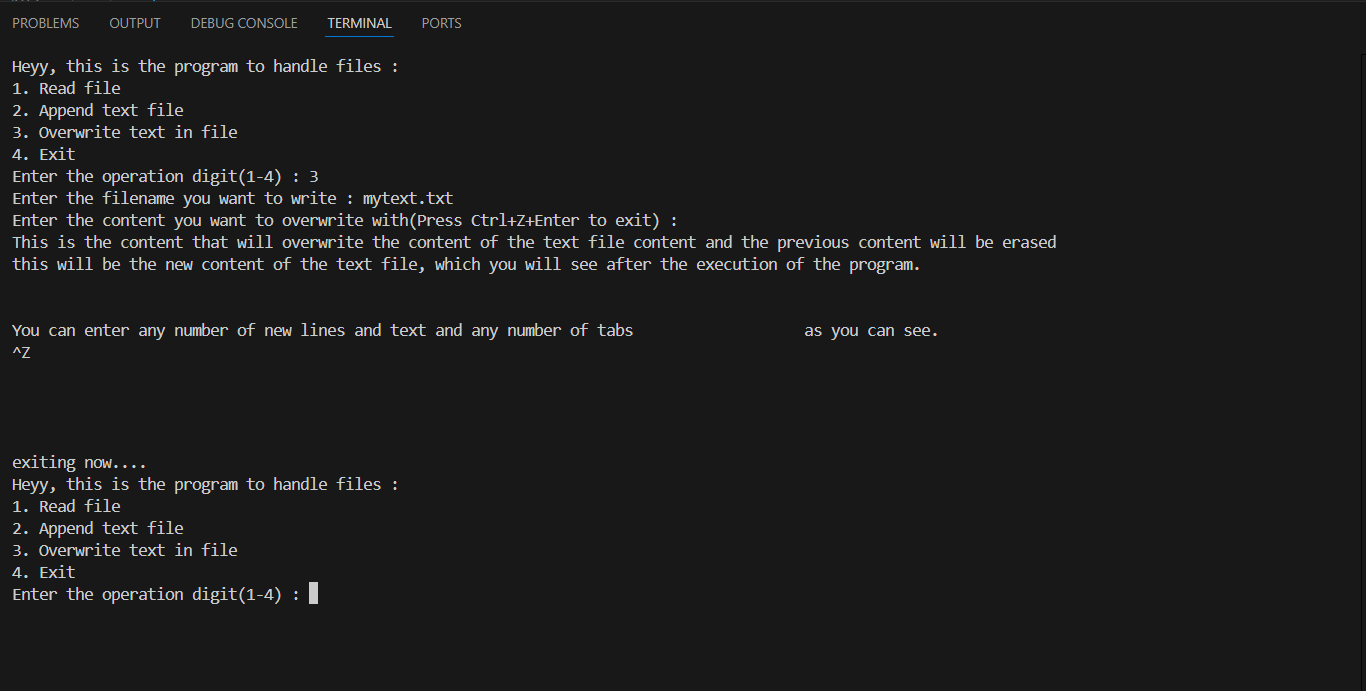 PROBLEMS OUTPUT DEBUG CONSOLE TERMINAL PORTS
Heyy, this is the program to handle files :
1. Read file
2. Append text file
3. Overwrite text in file
4. Exit
Enter the operation digit(1-4) : 3
Enter the filename you want to write : mytext.txt
Enter the content you want to overwrite with(Press Ctrl+Z+Enter to exit) :
This is the content that will overwrite the content of the text file content and the previous content will be erased
this will be the new content of the text file, which you will see after the execution of the program.
You can enter any number of new lines and text and any number of tabs                   as you can see.
^Z
exiting now....
Heyy, this is the program to handle files :
1. Read file
2. Append text file
3. Overwrite text in file
4. Exit
Enter the operation digit(1-4) :